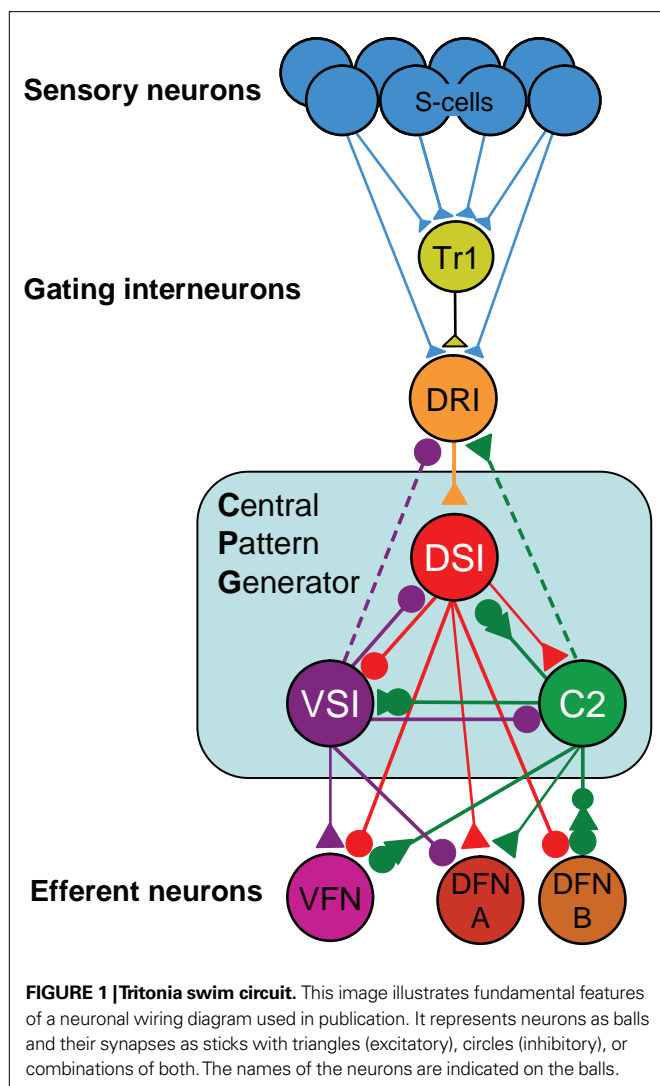 Sensory neurons
S-cells
Tr1
Gating interneurons
DRI
Central
Pattern
Generator
DSI
VSI
C2
Efferent neurons
VFN
DFN
A
DFN
B
FIGURE 1 | Tritonia swim circuit. This image illustrates fundamental features
of a neuronal wiring diagram used in publication. It represents neurons as balls
and their synapses as sticks with triangles (excitatory), circles (inhibitory), or
combinations of both. The names of the neurons are indicated on the balls.